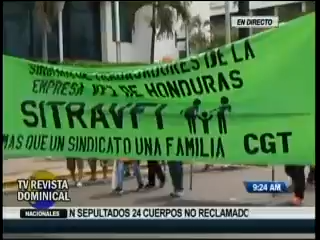 EN DIRECTO
TRABAJADORES DE LA
EMPRESA DE HONDURAS
SITRAVFT
MAS QUE UN SINDICATO UNA FAMILIA CGT
TV REVISTA
DOMINICAL
9:24 AM
NACIONALES N SEPULTADOS 24 CUERPOS NO RECLAMADO